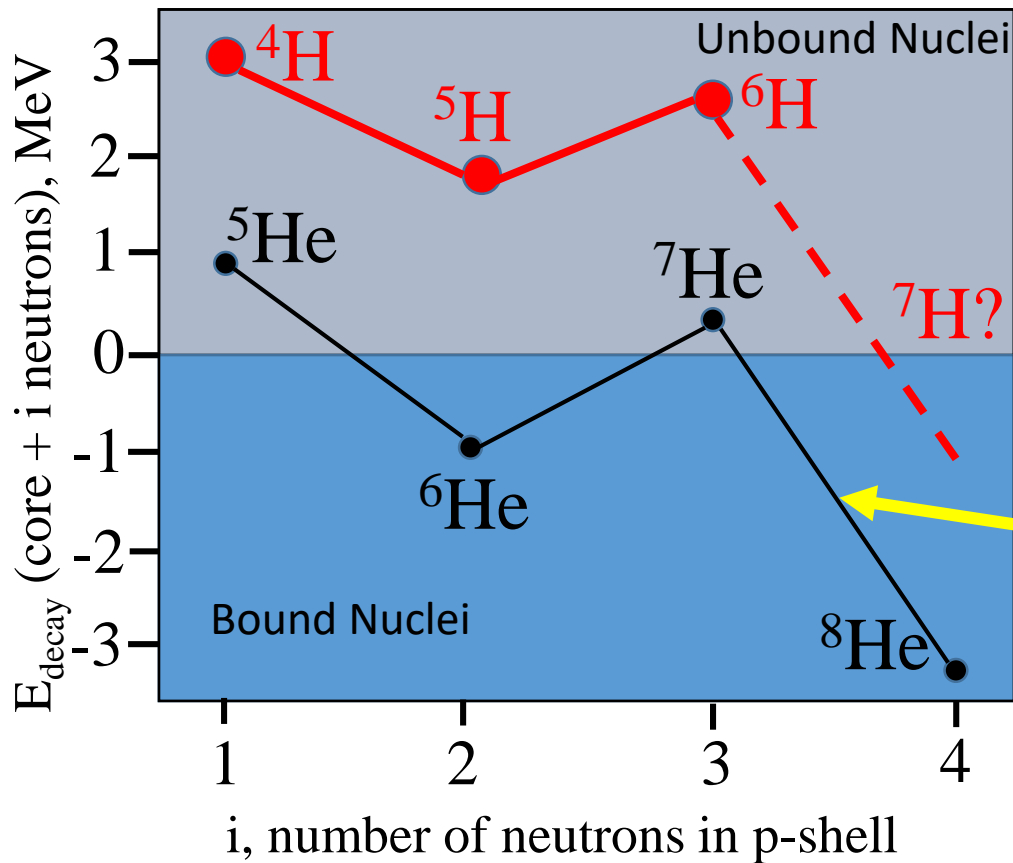 Unbound Nuclei
E_decay (core + i neutrons), MeV
3
2
1
0
-1
-2
-3
⁴H
⁵H
⁶H
⁵He
⁷He
⁷H?
⁶He
Bound Nuclei
⁸He
1 2 3 4
i, number of neutrons in p-shell